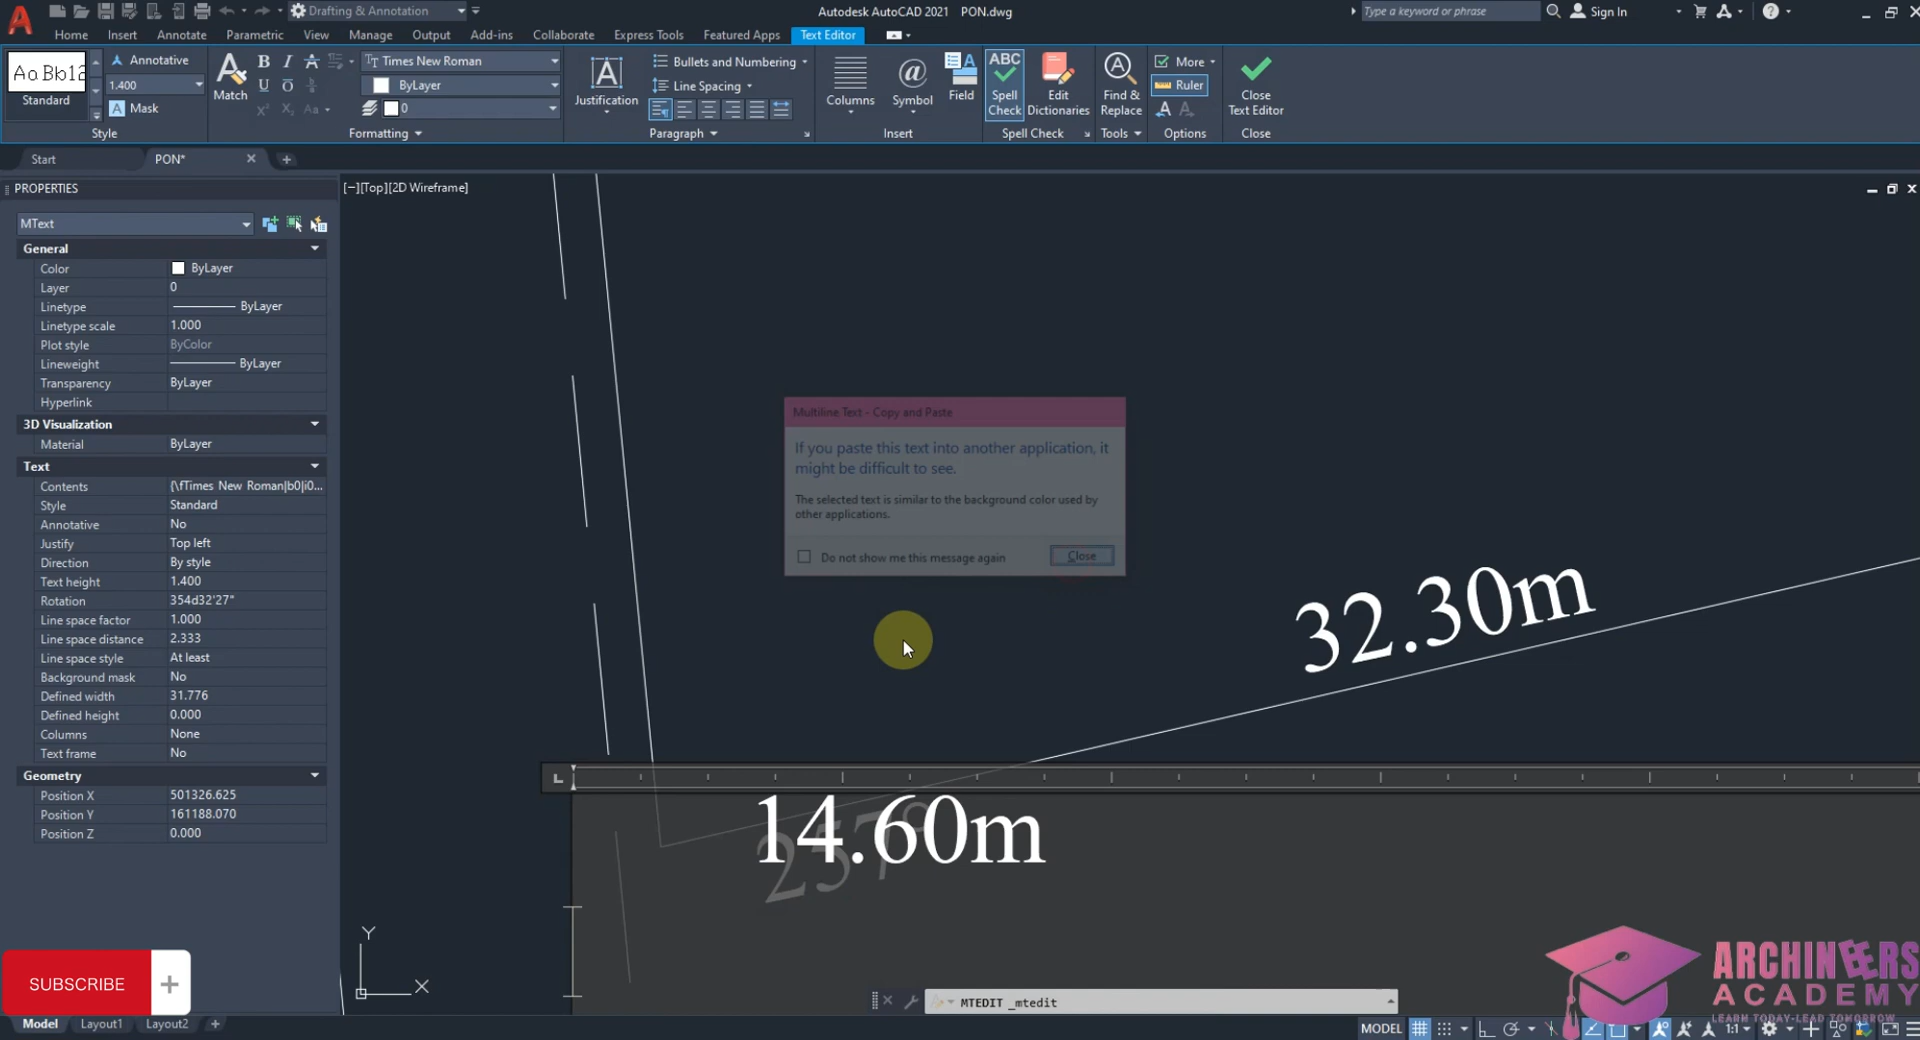 Drafting & Annotation
Autodesk AutoCAD 2021 PON.dwg
Type a keyword or phrase
Sign In
Home Insert Annotate Parametric View Manage Output Add-ins Collaborate Express Tools Featured Apps Text Editor
Aa Bb12
Standard
Annotative
1.400
Mask
Style
Match
Times New Roman
ByLayer
0
Formatting
Justification
Bullets and Numbering
Line Spacing
Paragraph
Columns
Symbol
Field
Insert
ABC
Spell
Check
Edit
Dictionaries
Spell Check
Find &
Replace
Tools
More
Ruler
Options
Close
Text Editor
Close
Start
PON*
PROPERTIES
[−][Top][2D Wireframe]
MText
General
Color ByLayer
Layer 0
Linetype ByLayer
Linetype scale 1.000
Plot style ByColor
Lineweight ByLayer
Transparency ByLayer
Hyperlink
3D Visualization
Material ByLayer
Text
Contents {\fTimes New Roman|b0|i0...
Style Standard
Annotative No
Justify Top left
Direction By style
Text height 1.400
Rotation 354d32'27"
Line space factor 1.000
Line space distance 2.333
Line space style At least
Background mask No
Defined width 31.776
Defined height 0.000
Columns None
Text frame No
Geometry
Position X 501326.625
Position Y 161188.070
Position Z 0.000
Multiline Text - Copy and Paste
If you paste this text into another application, it
might be difficult to see.
The selected text is similar to the background color used by
other applications.
Do not show me this message again
Close
32.30m
14.60m
257°
Y
X
SUBSCRIBE
MTEDIT _mtedit
ARCHINEERS
ACADEMY
LEARN TODAY-LEAD TOMORROW
Model Layout1 Layout2
MODEL
1:1